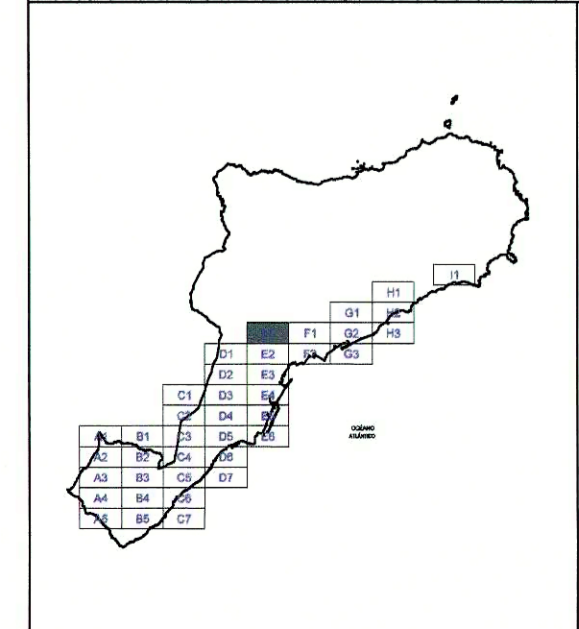 I1
H1
G1 H2
F1 G2 H3
D1 E2 F2 G3
D2 E3
C1 D3 E4
C2 D4 E5
A1 B1 C3 D5 E6
OCÉANO
ATLÁNTICO
A2 B2 C4 D6
A3 B3 C5 D7
A4 B4 C6
A5 B5 C7